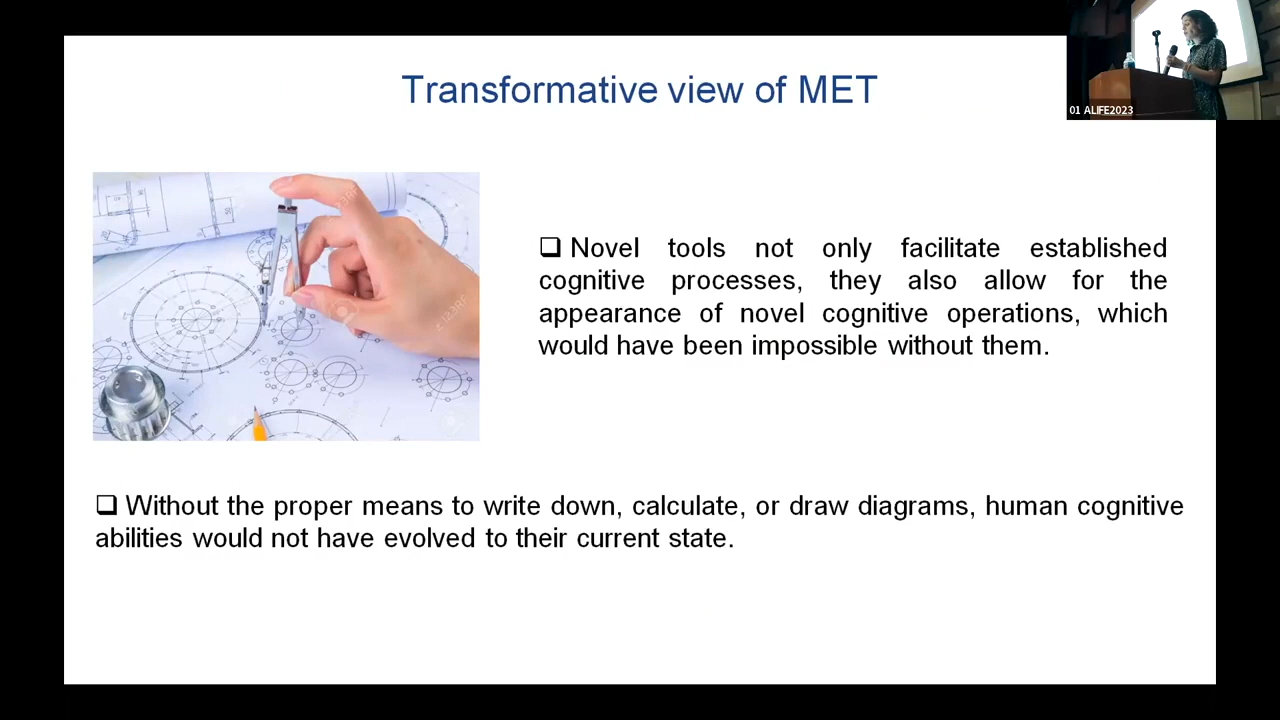 Transformative view of MET
01 ALIFE2023
❑ Novel tools not only facilitate established
cognitive processes, they also allow for the
appearance of novel cognitive operations, which
would have been impossible without them.
❑ Without the proper means to write down, calculate, or draw diagrams, human cognitive
abilities would not have evolved to their current state.